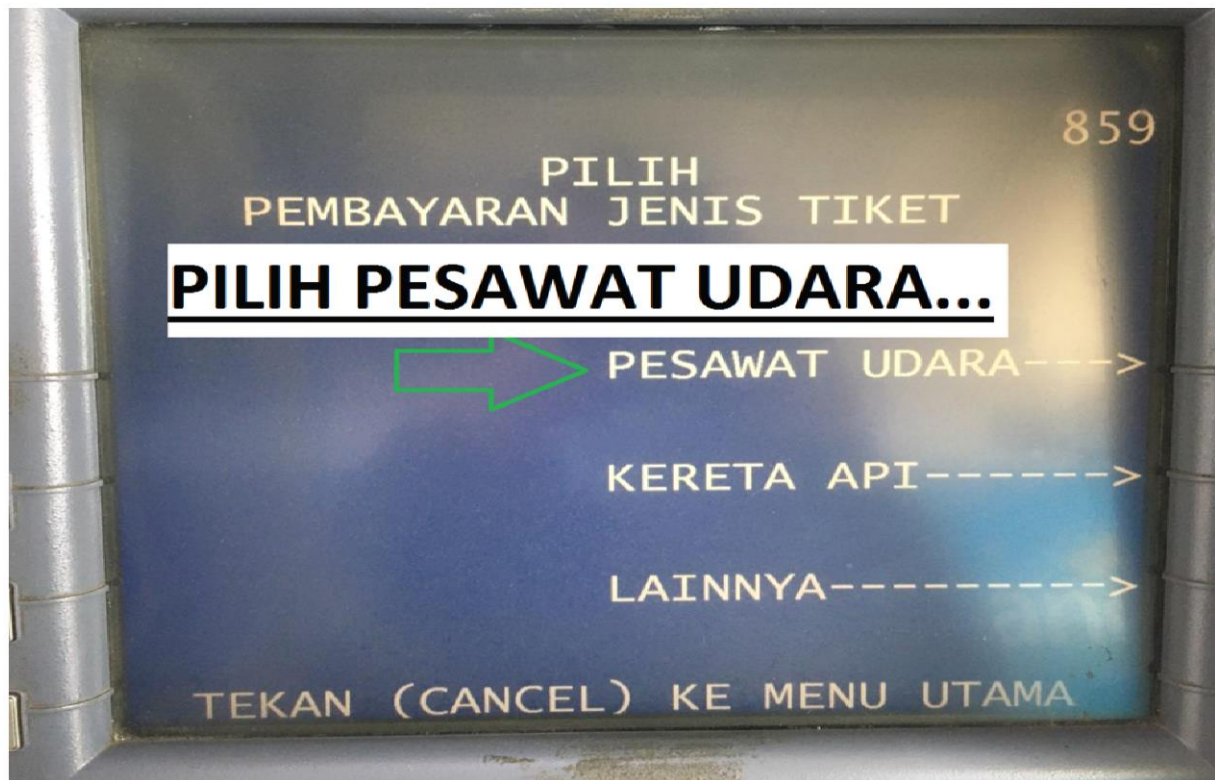 859
PILIH
PEMBAYARAN JENIS TIKET
PILIH PESAWAT UDARA...
PESAWAT UDARA--->
KERETA API------>
LAINNYA--------->
TEKAN (CANCEL) KE MENU UTAMA